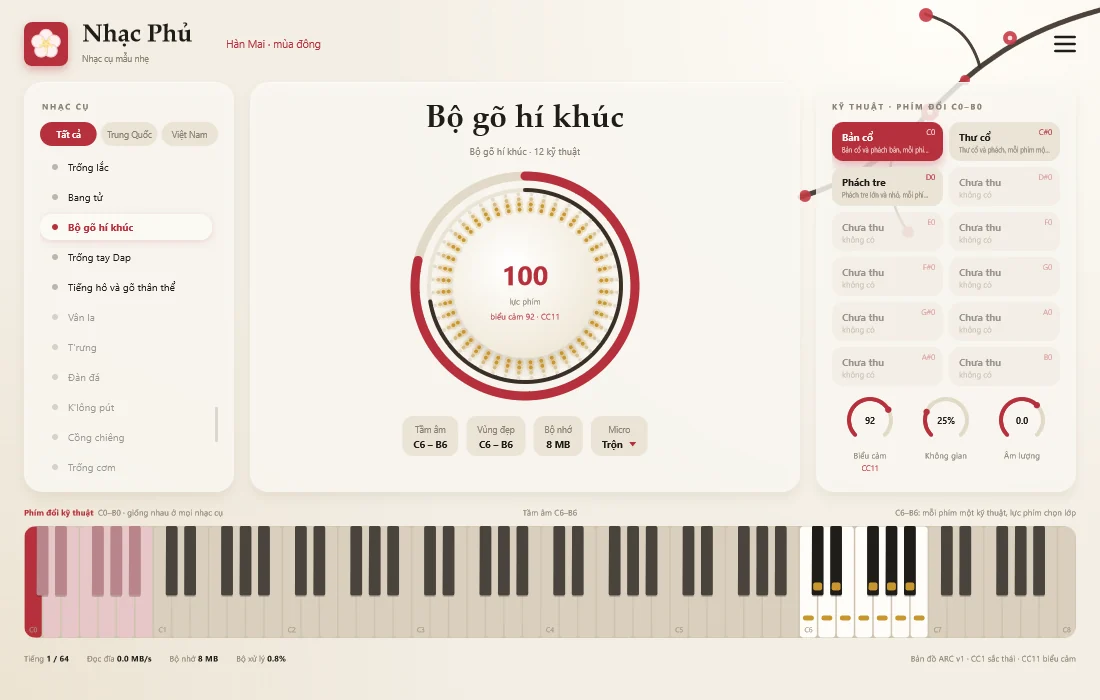 Nhạc Phủ
Nhạc cụ mẫu nhẹ
Hàn Mai · mùa đông
NHẠC CỤ
Tất cả
Trung Quốc
Việt Nam
Trống lắc
Bang tử
Bộ gõ hí khúc
Trống tay Dap
Tiếng hô và gõ thân thể
Vân la
T'rưng
Đàn đá
K'lông pút
Cồng chiêng
Trống cơm
Bộ gõ hí khúc
Bộ gõ hí khúc · 12 kỹ thuật
100
lực phím
biểu cảm 92 · CC11
Tầm âm
C6 – B6
Vùng đẹp
C6 – B6
Bộ nhớ
8 MB
Micro
Trộn
KỸ THUẬT · PHÍM ĐỔI C0–B0
Bản cổ
C0
Bản cổ và phách bản, mỗi phí...
Thư cổ
C#0
Thư cổ và phách, mỗi phím mộ...
Phách tre
D0
Phách tre lớn và nhỏ, mỗi phí...
Chưa thu
D#0
không có
Chưa thu
E0
không có
Chưa thu
F0
không có
Chưa thu
F#0
không có
Chưa thu
G0
không có
Chưa thu
G#0
không có
Chưa thu
A0
không có
Chưa thu
A#0
không có
Chưa thu
B0
không có
92
25%
0.0
Biểu cảm
CC11
Không gian
Âm lượng
Phím đổi kỹ thuật C0–B0 · giống nhau ở mọi nhạc cụ
Tầm âm C6–B6
C6–B6: mỗi phím một kỹ thuật, lực phím chọn lớp
C0
C1
C2
C3
C4
C5
C6
C7
C8
Tiếng 1 / 64
Đọc đĩa 0.0 MB/s
Bộ nhớ 8 MB
Bộ xử lý 0.8%
Bản đồ ARC v1 · CC1 sắc thái · CC11 biểu cảm